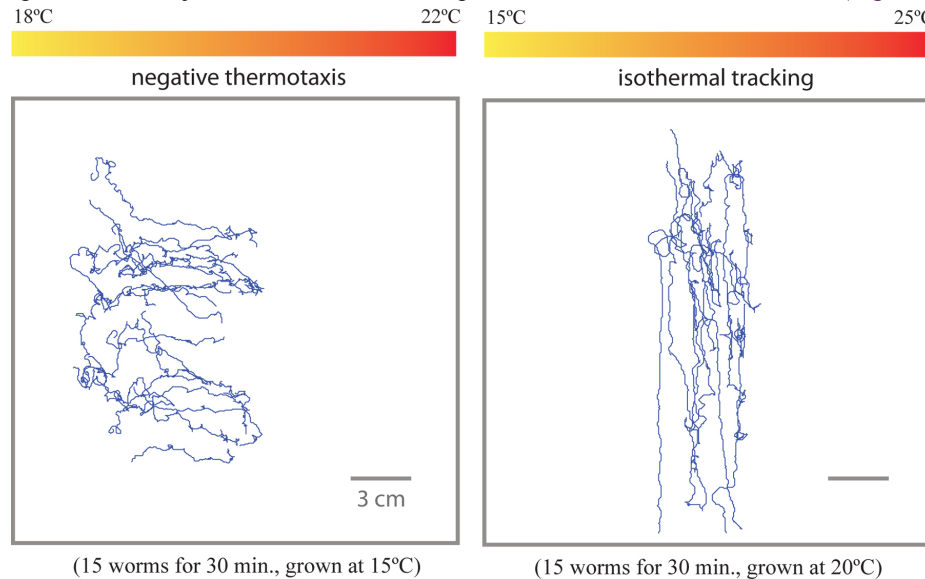 18ºC 22ºC 15ºC 25ºC
negative thermotaxis isothermal tracking
3 cm
(15 worms for 30 min., grown at 15ºC) (15 worms for 30 min., grown at 20ºC)